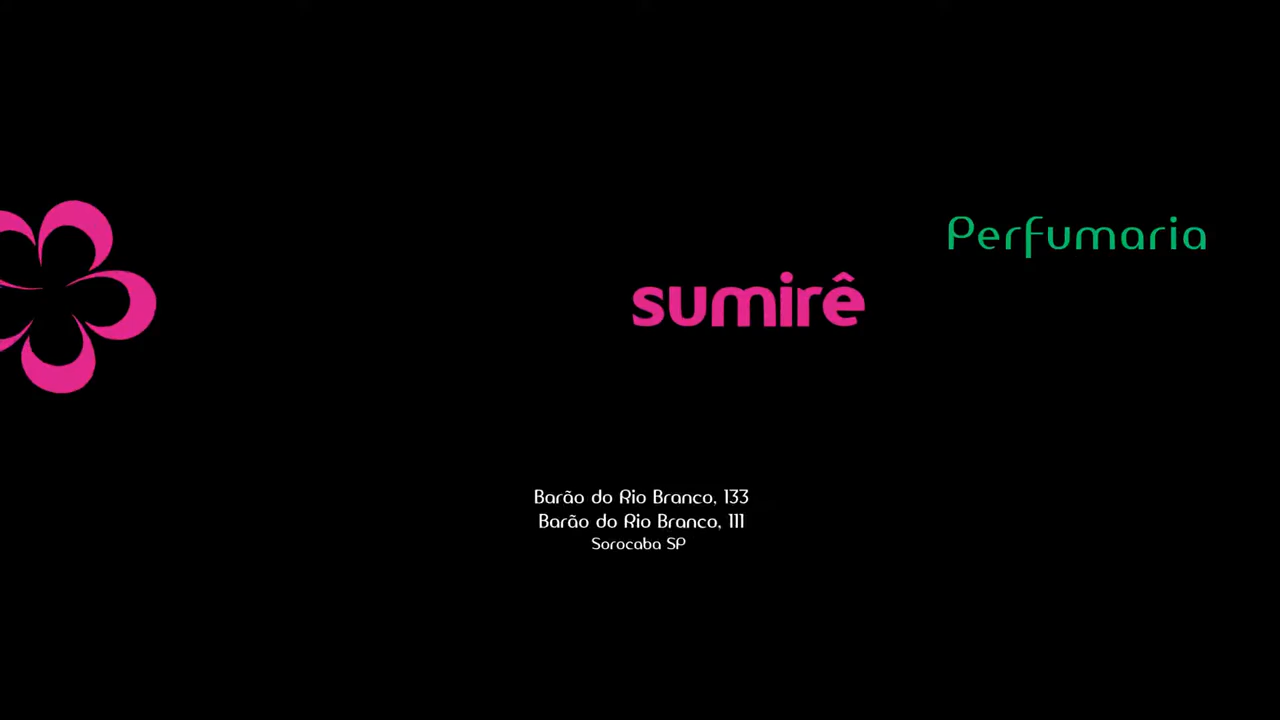 Perfumaria
sumirê
Barão do Rio Branco, 133
Barão do Rio Branco, 111
Sorocaba SP